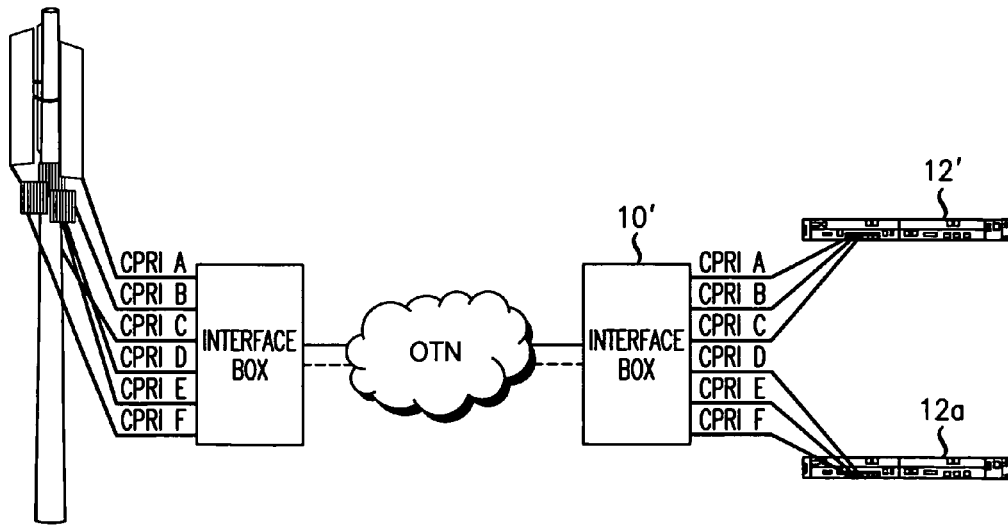 12'
10'
CPRI A
CPRI B
CPRI C
CPRI D
CPRI E
CPRI F
INTERFACE
BOX
OTN
INTERFACE
BOX
CPRI A
CPRI B
CPRI C
CPRI D
CPRI E
CPRI F
12a